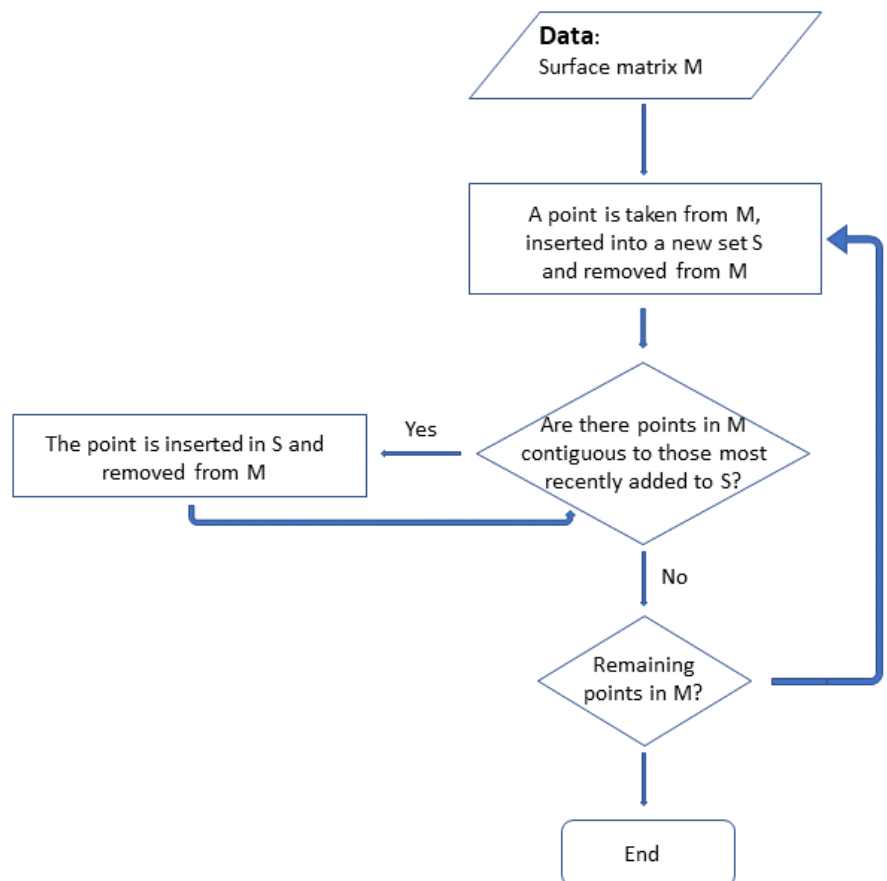 Data:
Surface matrix M
A point is taken from M,
inserted into a new set S
and removed from M
Are there points in M
contiguous to those most
recently added to S?
Yes
The point is inserted in S and
removed from M
No
Remaining
points in M?
End